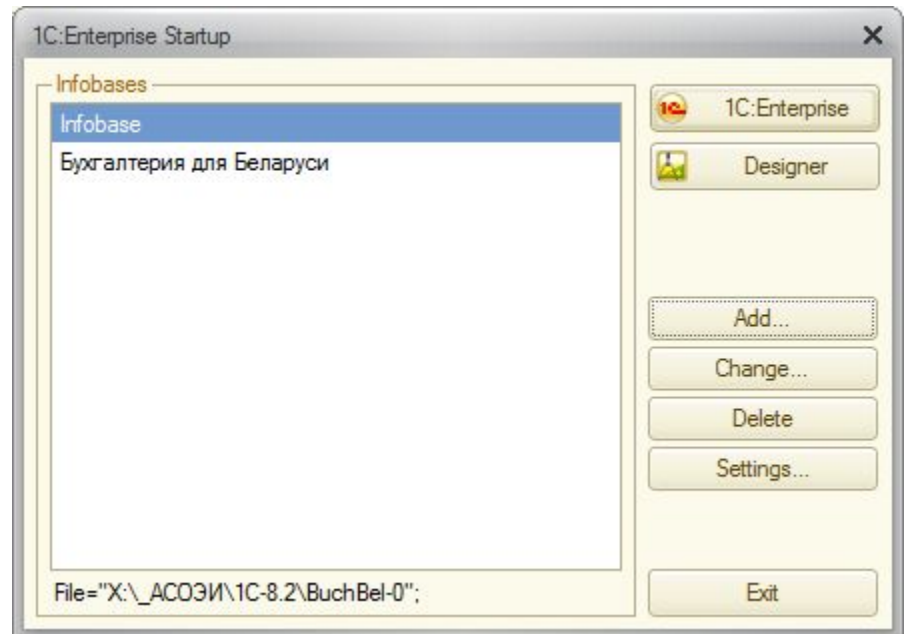 1C:Enterprise Startup
Infobases
Infobase
Бухгалтерия для Беларуси
File="X:\_АСОЭИ\1C-8.2\BuchBel-0";
1C:Enterprise
Designer
Add...
Change...
Delete
Settings...
Exit